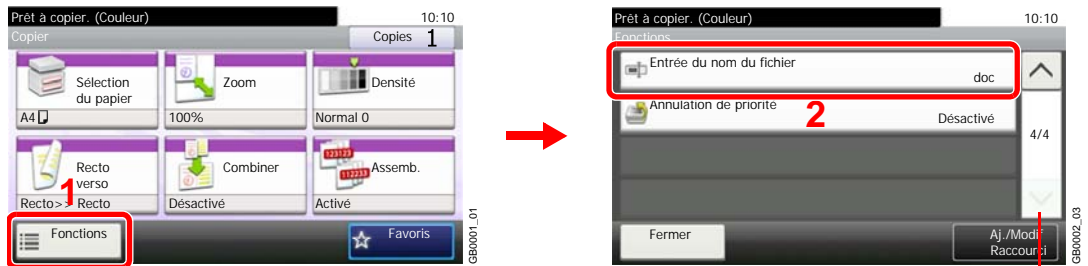 Prêt à copier. (Couleur)
10:10
Copier
Copies 1
Sélection
du papier
A4
Zoom
100%
Densité
Normal 0
Recto
verso
Recto>> Recto
1
Combiner
Désactivé
123123
112233
Assemb.
Activé
Fonctions
Favoris
GB0001_01
Prêt à copier. (Couleur)
10:10
Fonctions
Entrée du nom du fichier
doc
Annulation de priorité
Désactivé
2
4/4
Fermer
Aj./Modif
Raccourci
GB0002_03